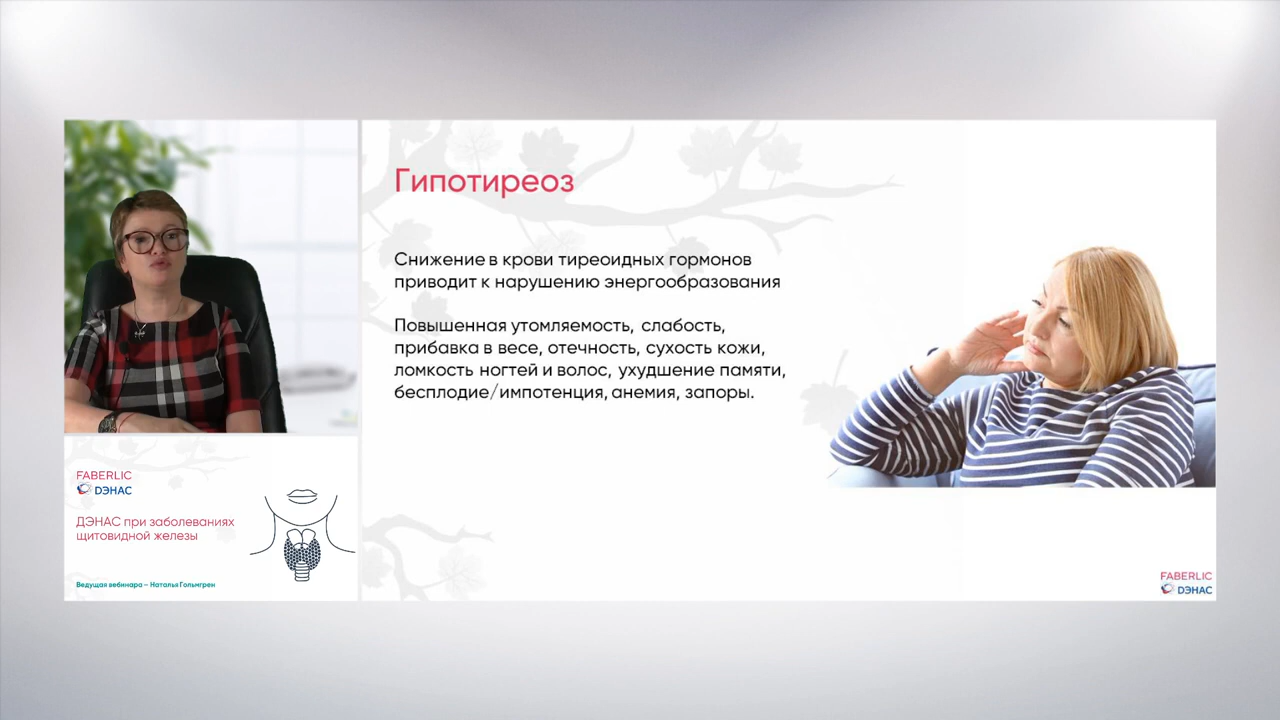 Гипотиреоз
Снижение в крови тиреоидных гормонов
приводит к нарушению энергообразования
Повышенная утомляемость, слабость,
прибавка в весе, отечность, сухость кожи,
ломкость ногтей и волос, ухудшение памяти,
бесплодие/импотенция, анемия, запоры.
FABERLIC
ДЭНАС
ДЭНАС при заболеваниях
щитовидной железы
Ведущая вебинара – Наталья Гольмгрен
FABERLIC
ДЭНАС